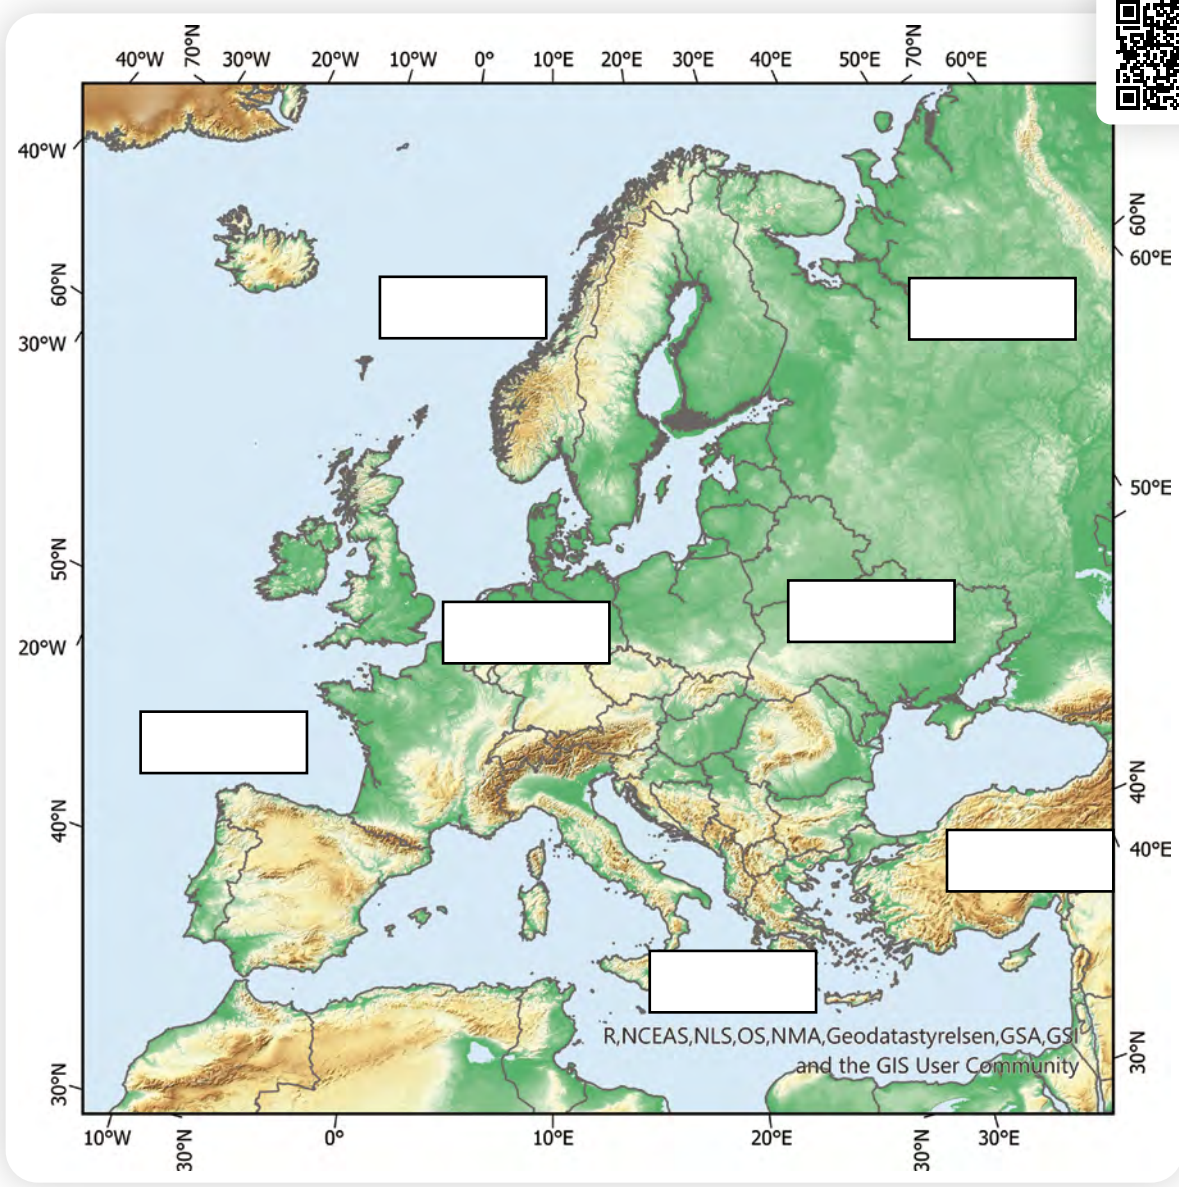 40°W 70°N 30°W 20°W 10°W 0° 10°E 20°E 30°E 40°E 50°E 70°N 60°E
40°W
60°N
60°N
60°E
60°N
30°W
50°E
50°N
20°W
40°N
40°N
40°E
R,NCEAS,NLS,OS,NMA,Geodatastyrelsen,GSA,GSI
and the GIS User Community
30°N
30°N
10°W 30°N 0° 10°E 20°E 30°N 30°E